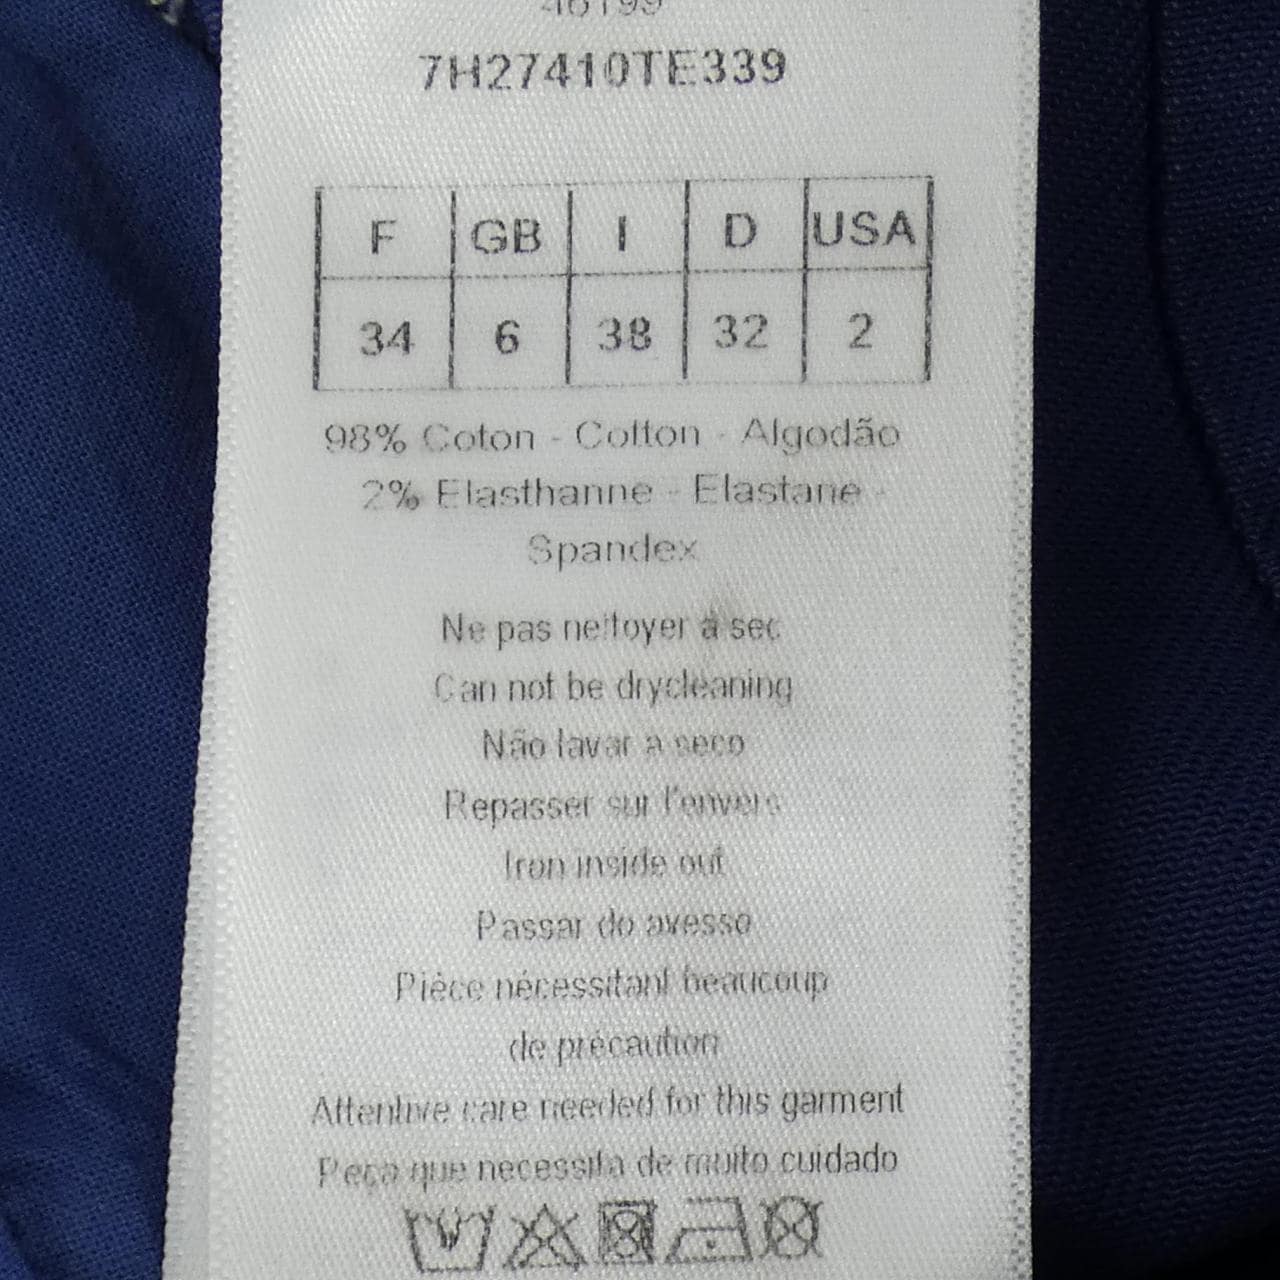 7H27410TE339
F GB I D USA
34 6 38 32 2
98% Coton - Cotton - Algodão
2% Elasthanne - Elastane -
Spandex
Ne pas nettoyer à sec
Can not be drycleaning
Não lavar a seco
Repasser sur l'envers
Iron inside out
Passar do avesso
Pièce nécessitant beaucoup
de précaution
Attentive care needed for this garment
Peça que necessita de muito cuidado